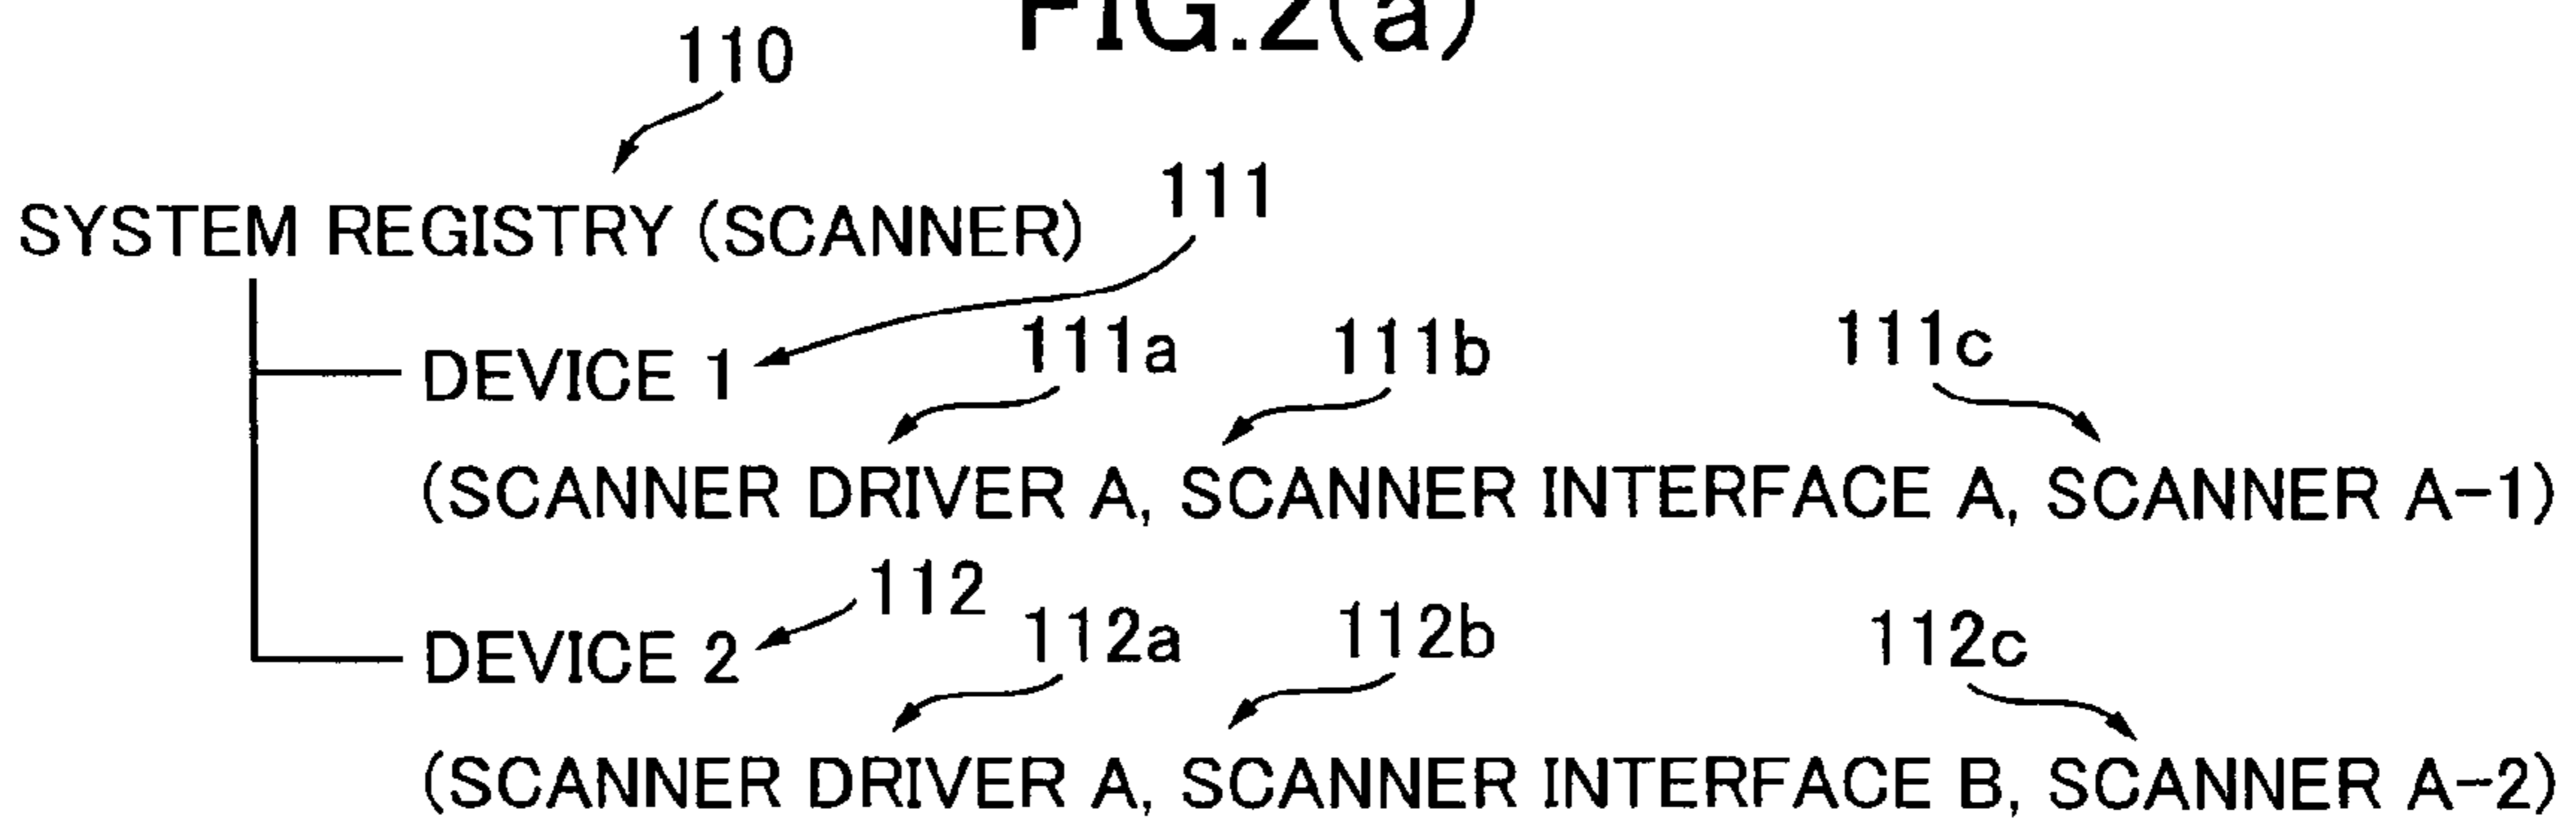 FIG.2(a)
110
SYSTEM REGISTRY (SCANNER)
111
DEVICE 1
111a
111b
111c
(SCANNER DRIVER A, SCANNER INTERFACE A, SCANNER A-1)
112
DEVICE 2
112a
112b
112c
(SCANNER DRIVER A, SCANNER INTERFACE B, SCANNER A-2)